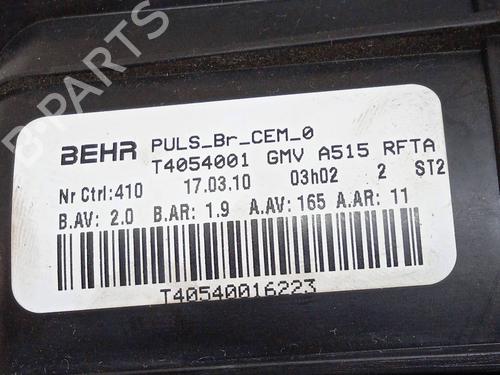 BEHR PULS_Br_CEM_0
T4054001 GMV A515 RFTA
Nr Ctrl:410 17.03.10 03h02 2 ST2
B.AV: 2.0 B.AR: 1.9 A.AV:165 A.AR: 11
T40540016223